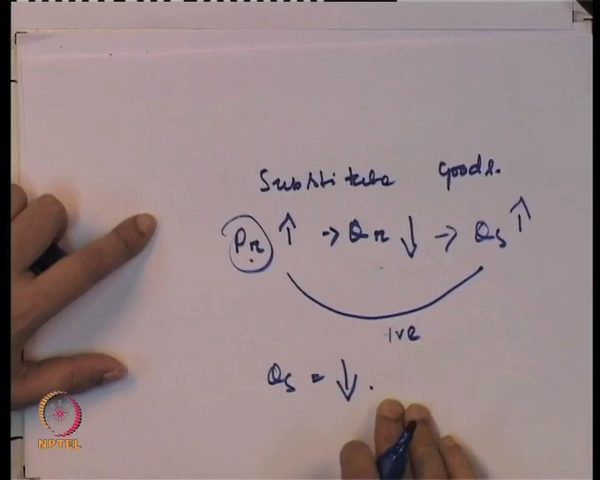 Substitute goods.
Pr ↑ → Qr ↓ → Qs ↑
+ve
Qs = ↓.
NPTEL